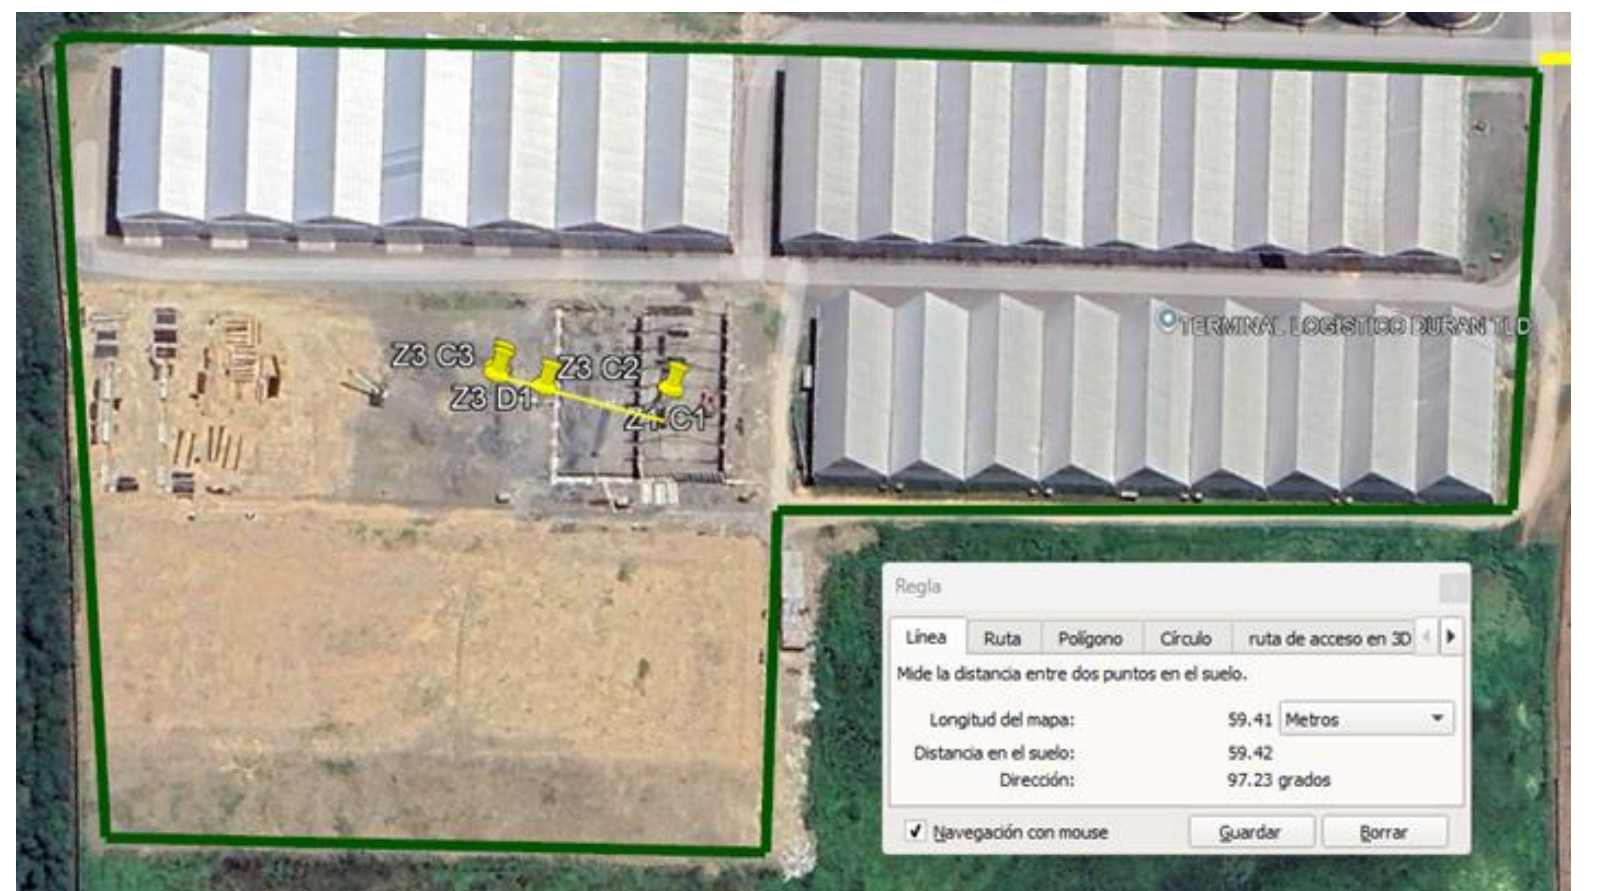 Z3 C3
Z3 C2
Z3 D1
Z1 C1
TERMINAL LOGÍSTICO DURAN TLD
Regla
Línea Ruta Polígono Círculo ruta de acceso en 3D
Mide la distancia entre dos puntos en el suelo.
Longitud del mapa: 59.41 Metros
Distancia en el suelo: 59.42
Dirección: 97.23 grados
Navegación con mouse Guardar Borrar